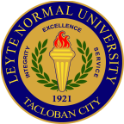 LEYTE NORMAL UNIVERSITY
EXCELLENCE
INTEGRITY
SERVICE
1921
TACLOBAN CITY